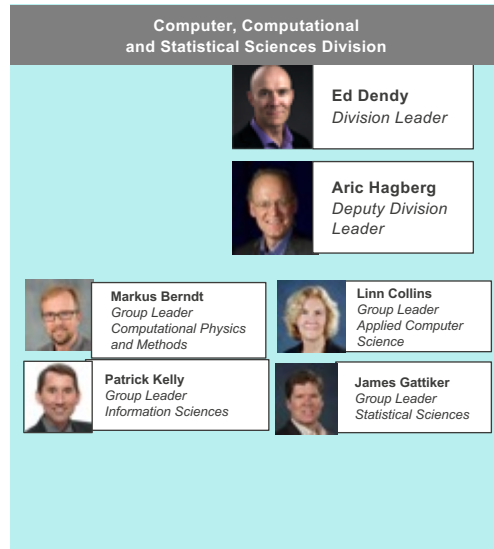 Computer, Computational
and Statistical Sciences Division
Ed Dendy
Division Leader
Aric Hagberg
Deputy Division
Leader
Markus Berndt
Group Leader
Computational Physics
and Methods
Linn Collins
Group Leader
Applied Computer
Science
Patrick Kelly
Group Leader
Information Sciences
James Gattiker
Group Leader
Statistical Sciences